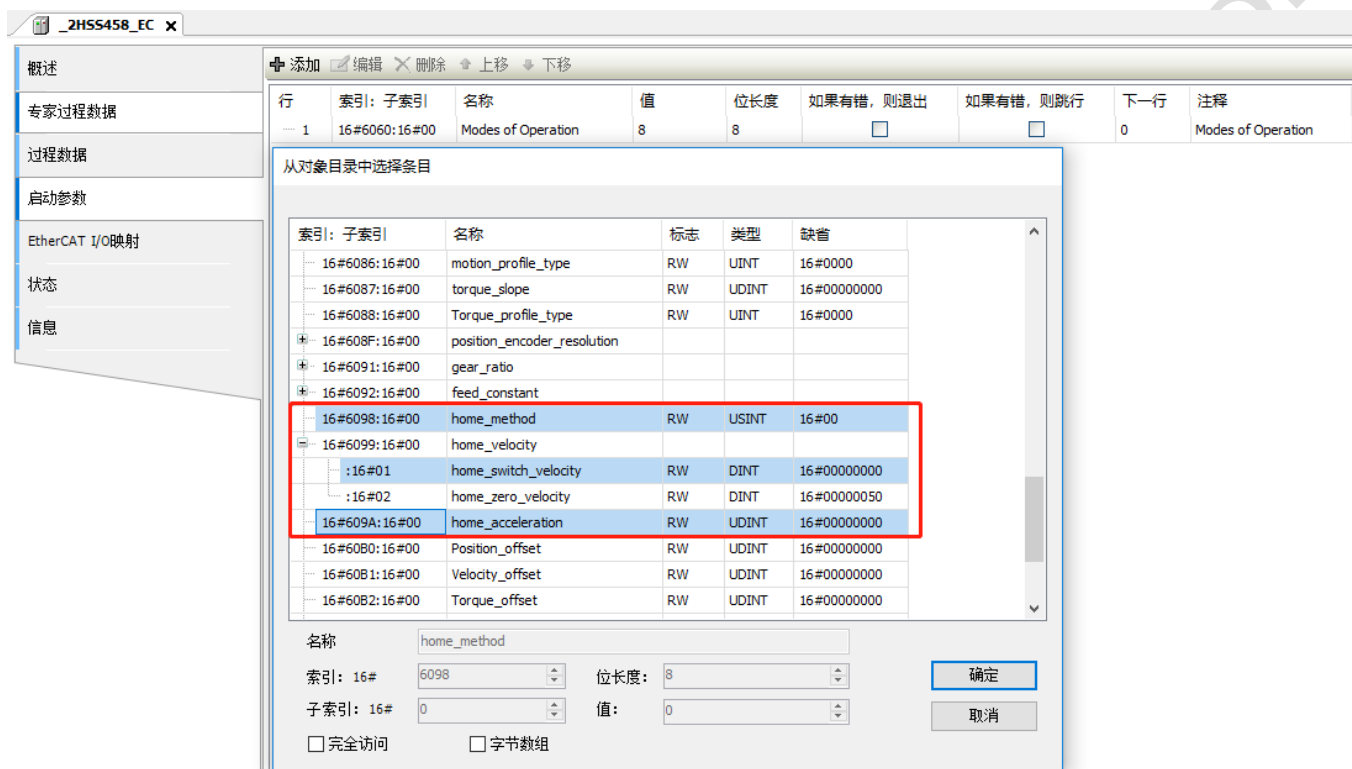 _2HSS458_EC X
概述
专家过程数据
过程数据
启动参数
EtherCAT I/O映射
状态
信息
添加 编辑 删除 上移 下移
行 索引：子索引 名称 值 位长度 如果有错，则退出 如果有错，则跳行 下一行 注释
1 16#6060:16#00 Modes of Operation 8 8 0 Modes of Operation
从对象目录中选择条目
索引：子索引 名称 标志 类型 缺省
16#6086:16#00 motion_profile_type RW UINT 16#0000
16#6087:16#00 torque_slope RW UDINT 16#00000000
16#6088:16#00 Torque_profile_type RW UINT 16#0000
16#608F:16#00 position_encoder_resolution
16#6091:16#00 gear_ratio
16#6092:16#00 feed_constant
16#6098:16#00 home_method RW USINT 16#00
16#6099:16#00 home_velocity
:16#01 home_switch_velocity RW DINT 16#00000000
:16#02 home_zero_velocity RW DINT 16#00000050
16#609A:16#00 home_acceleration RW UDINT 16#00000000
16#60B0:16#00 Position_offset RW UDINT 16#00000000
16#60B1:16#00 Velocity_offset RW UDINT 16#00000000
16#60B2:16#00 Torque_offset RW UDINT 16#00000000
名称 home_method
索引：16# 6098 位长度： 8 确定
子索引：16# 0 值： 0 取消
完全访问 字节数组